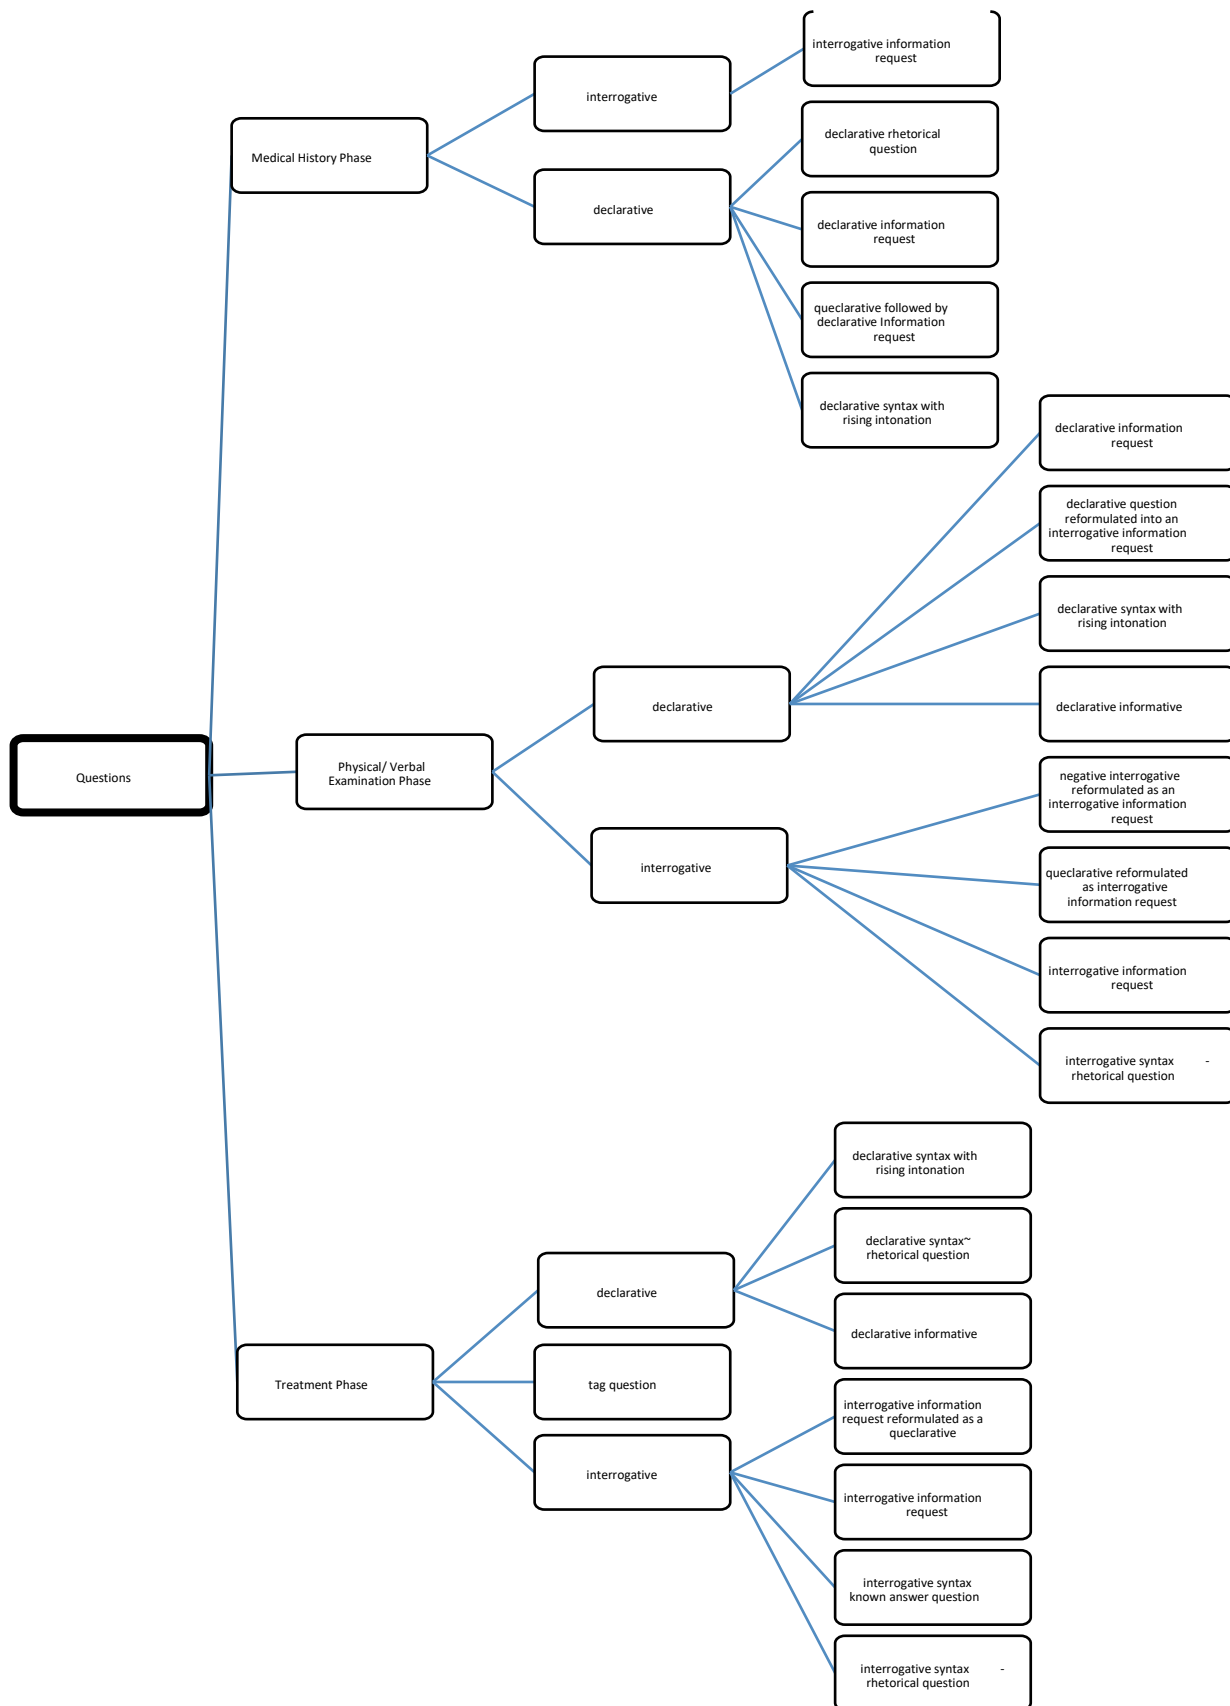 interrogative information
request
interrogative
declarative rhetorical
question
Medical History Phase
declarative
declarative information
request
queclarative followed by
declarative Information
request
declarative syntax with
rising intonation
declarative information
request
declarative question
reformulated into an
interrogative information
request
declarative syntax with
rising intonation
declarative
declarative informative
Questions
Physical/ Verbal
Examination Phase
negative interrogative
reformulated as an
interrogative information
request
interrogative
queclarative reformulated
as interrogative
information request
interrogative information
request
interrogative syntax -
rhetorical question
declarative syntax with
rising intonation
declarative syntax~
rhetorical question
declarative
declarative informative
Treatment Phase
tag question
interrogative information
request reformulated as a
queclarative
interrogative
interrogative information
request
interrogative syntax
known answer question
interrogative syntax -
rhetorical question